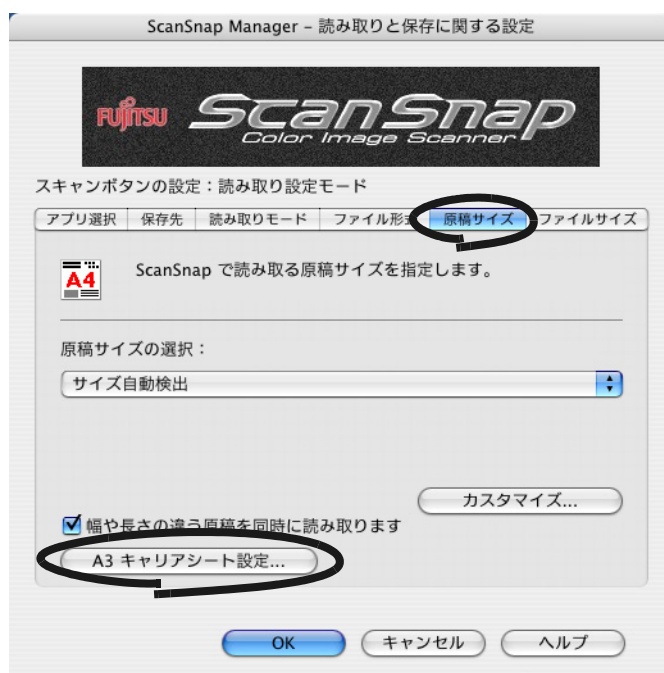 ScanSnap Manager – 読み取りと保存に関する設定
FUJITSU ScanSnap
Color Image Scanner
スキャンボタンの設定：読み取り設定モード
アプリ選択 保存先 読み取りモード ファイル形式 原稿サイズ ファイルサイズ
A4 ScanSnap で読み取る原稿サイズを指定します。
原稿サイズの選択：
サイズ自動検出
カスタマイズ...
幅や長さの違う原稿を同時に読み取ります
A3 キャリアシート設定...
OK キャンセル ヘルプ